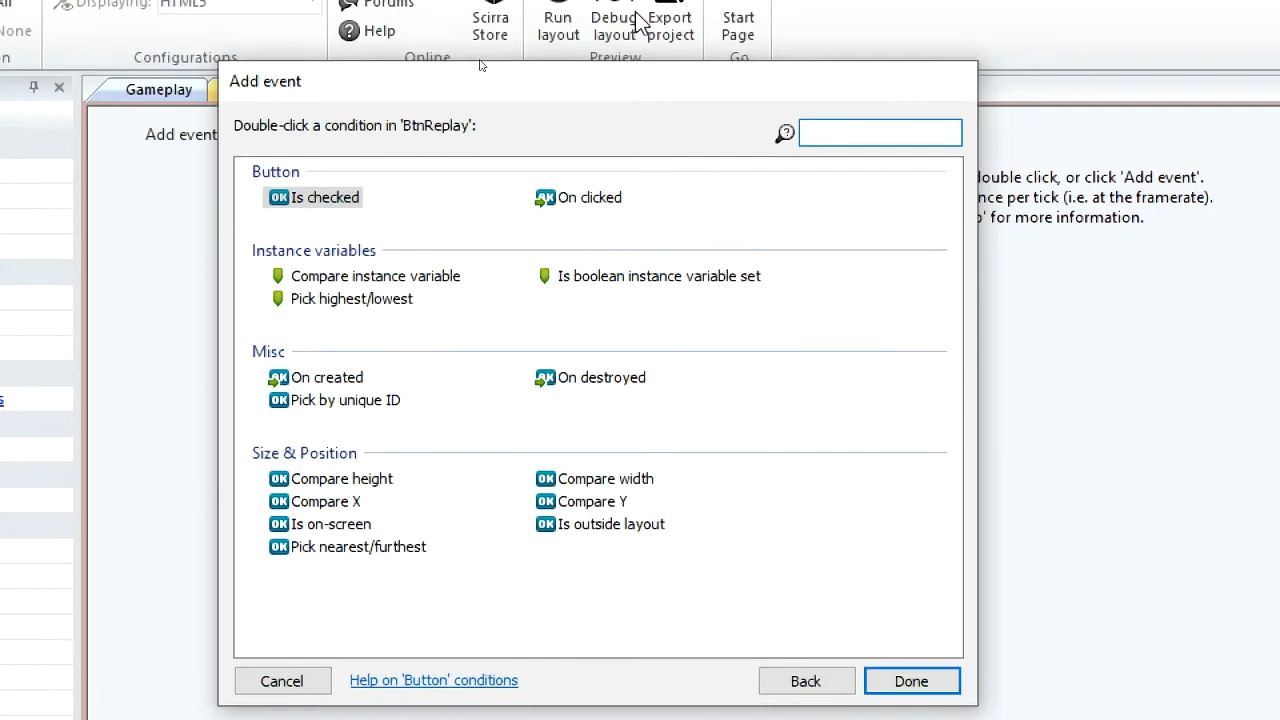 Displaying: HTML5
Forums
None
Help
Scirra Store
Run layout
Debug layout
Export project
Start Page
Configurations
Online
Preview
Go
Gameplay
Add event
Add event
Double-click a condition in 'BtnReplay':
Button
Is checked
On clicked
Instance variables
Compare instance variable
Is boolean instance variable set
Pick highest/lowest
Misc
On created
On destroyed
Pick by unique ID
Size & Position
Compare height
Compare width
Compare X
Compare Y
Is on-screen
Is outside layout
Pick nearest/furthest
Cancel
Help on 'Button' conditions
Back
Done
double click, or click 'Add event'.
nce per tick (i.e. at the framerate).
' for more information.